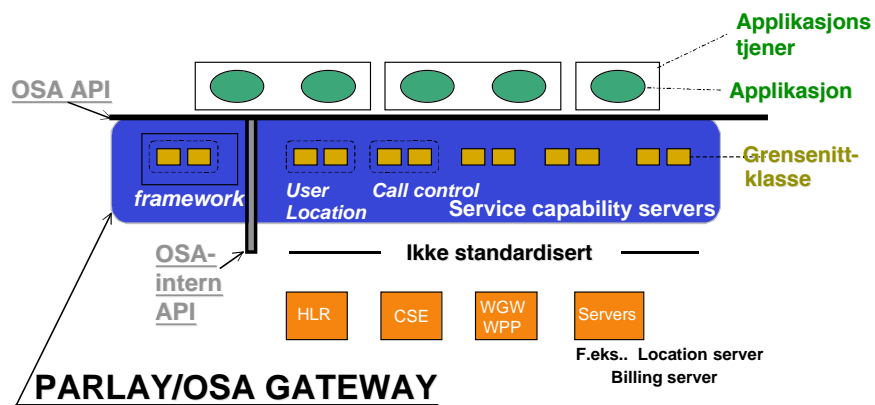 Applikasjons
tjener
OSA API
Applikasjon
Grensenitt-
klasse
framework
User
Location
Call control
Service capability servers
OSA-
intern
API
Ikke standardisert
HLR
CSE
WGW
WPP
Servers
F.eks.. Location server
Billing server
PARLAY/OSA GATEWAY